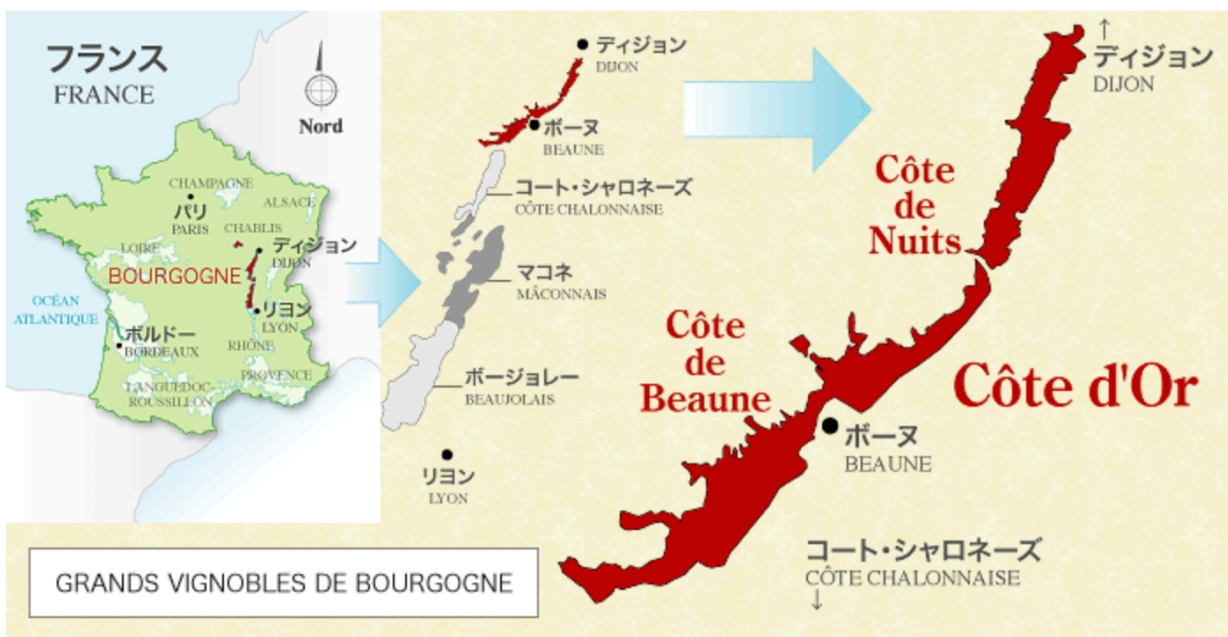 フランス
FRANCE
Nord
CHAMPAGNE
パリ
PARIS
ALSACE
CHABLIS
LOIRE
ディジョン
DIJON
BOURGOGNE
OCÉAN
ATLANTIQUE
リヨン
LYON
ボルドー
BORDEAUX
RHÔNE
PROVENCE
LANGUEDOC-
ROUSSILLON
ディジョン
DIJON
ボーヌ
BEAUNE
コート・シャロネーズ
CÔTE CHALONNAISE
マコネ
MÂCONNAIS
ボージョレー
BEAUJOLAIS
リヨン
LYON
↑
ディジョン
DIJON
Côte
de
Nuits
Côte
de
Beaune
Côte d'Or
ボーヌ
BEAUNE
コート・シャロネーズ
CÔTE CHALONNAISE
↓
GRANDS VIGNOBLES DE BOURGOGNE